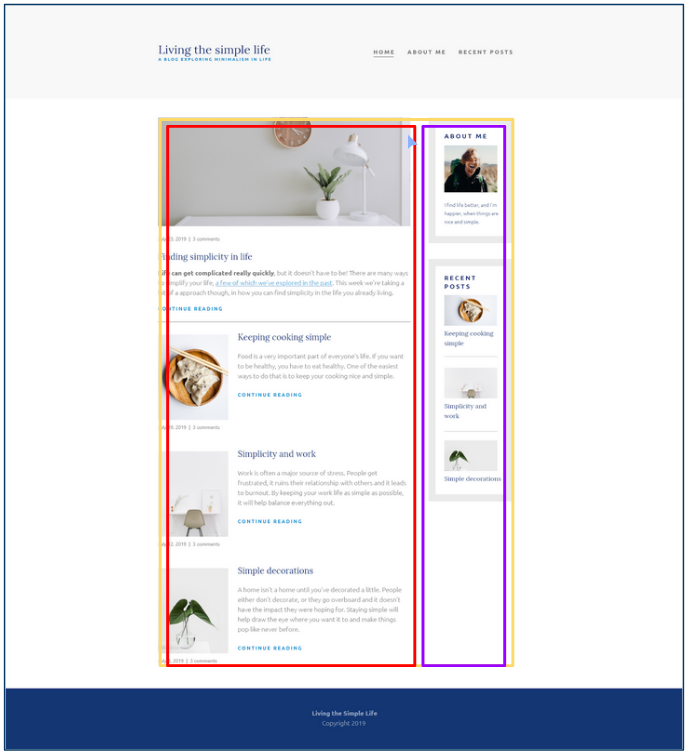 Living the simple life
A BLOG EXPLORING MINIMALISM IN LIFE
HOME ABOUT ME RECENT POSTS
2019 | 3 comments
Finding simplicity in life
can get complicated really quickly, but it doesn't have to be! There are many ways
simplify your life, a few of which we've explored in the past. This week we're taking a
of a approach though, in how you can find simplicity in the life you already living.
CONTINUE READING
Keeping cooking simple
Food is a very important part of everyone's life. If you want
to be healthy, you have to eat healthy. One of the easiest
ways to do that is to keep your cooking nice and simple.
CONTINUE READING
2019 | 3 comments
Simplicity and work
Work is often a major source of stress. People get
frustrated, it ruins their relationship with others and it leads
to burnout. By keeping your work life as simple as possible,
it will help balance everything out.
CONTINUE READING
2019 | 3 comments
Simple decorations
A home isn't a home until you've decorated a little. People
either don't decorate, or they go overboard and it doesn't
have the impact they were hoping for. Staying simple will
help draw the eye where you want it to and make things
pop like never before.
CONTINUE READING
2019 | 3 comments
ABOUT ME
I find life better, and I'm
happier, when things are
nice and simple.
RECENT
POSTS
Keeping cooking
simple
Simplicity and
work
Simple decorations
Living the Simple Life
Copyright 2019